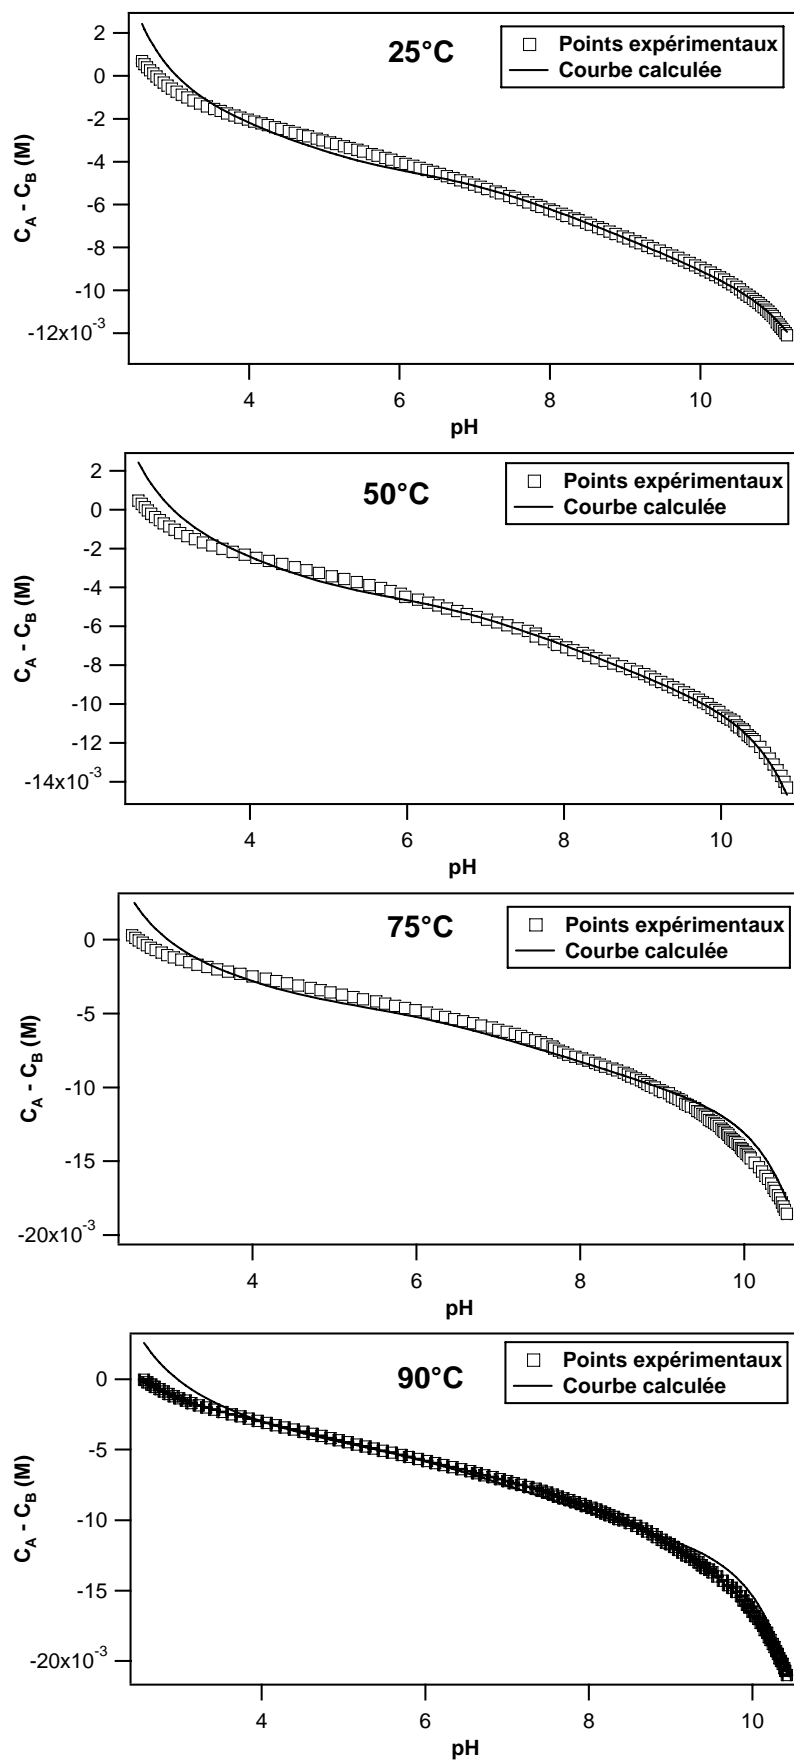 25°C
Points expérimentaux
Courbe calculée
C_A - C_B (M)
2
0
-2
-4
-6
-8
-10
-12x10⁻³
4 6 8 10
pH
50°C
Points expérimentaux
Courbe calculée
C_A - C_B (M)
2
0
-2
-4
-6
-8
-10
-12
-14x10⁻³
4 6 8 10
pH
75°C
Points expérimentaux
Courbe calculée
C_A - C_B (M)
0
-5
-10
-15
-20x10⁻³
4 6 8 10
pH
90°C
Points expérimentaux
Courbe calculée
C_A - C_B (M)
0
-5
-10
-15
-20x10⁻³
4 6 8 10
pH